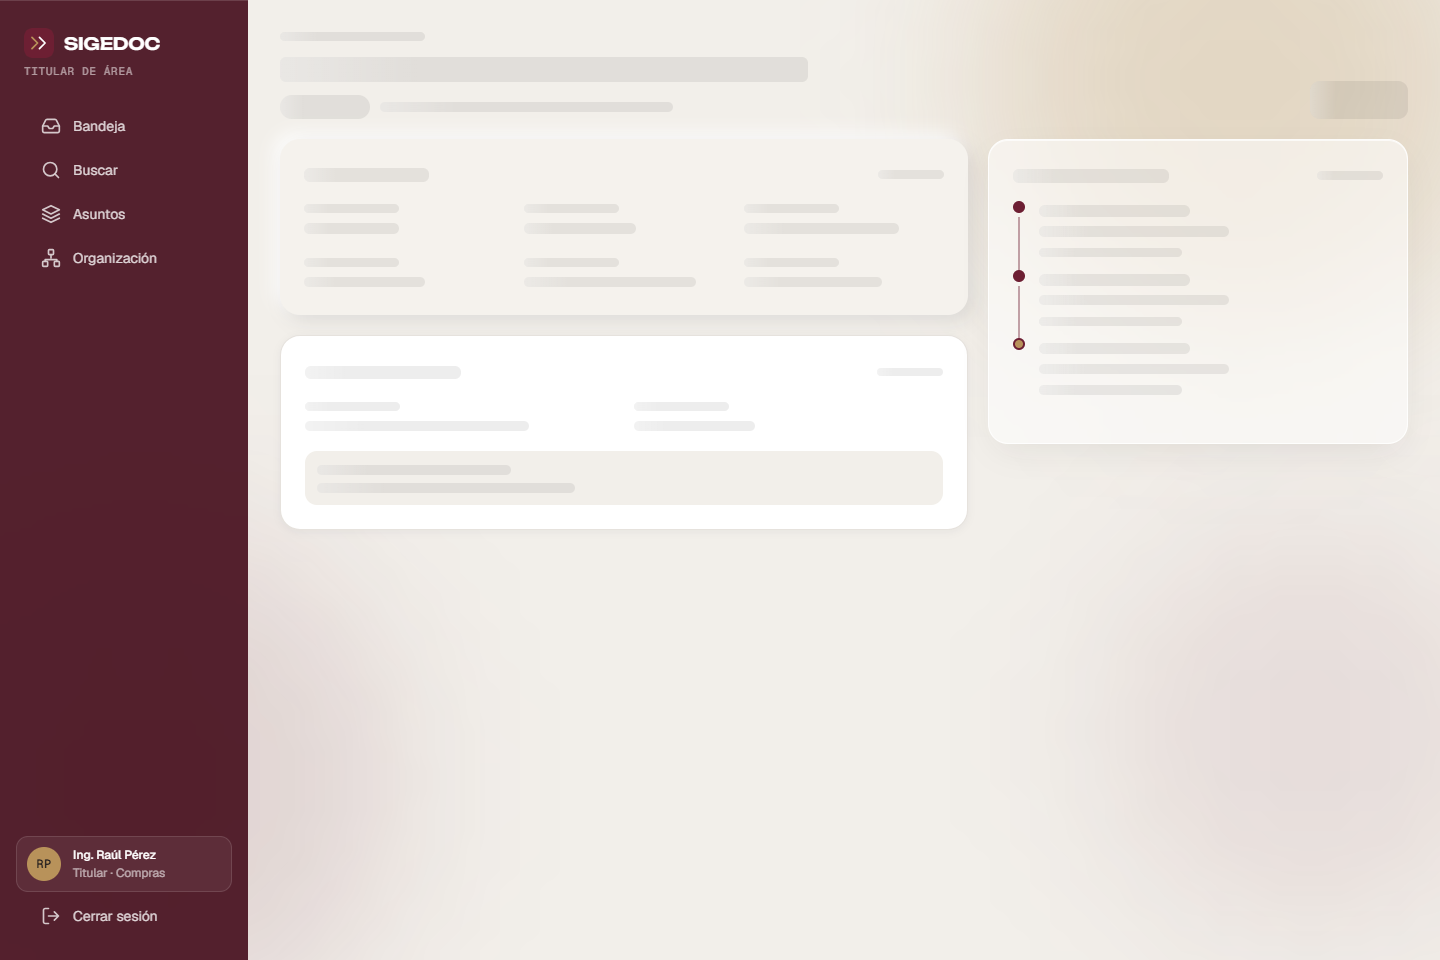 SIGEDOC
TITULAR DE ÁREA
Bandeja
Buscar
Asuntos
Organización
RP
Ing. Raúl Pérez
Titular · Compras
Cerrar sesión